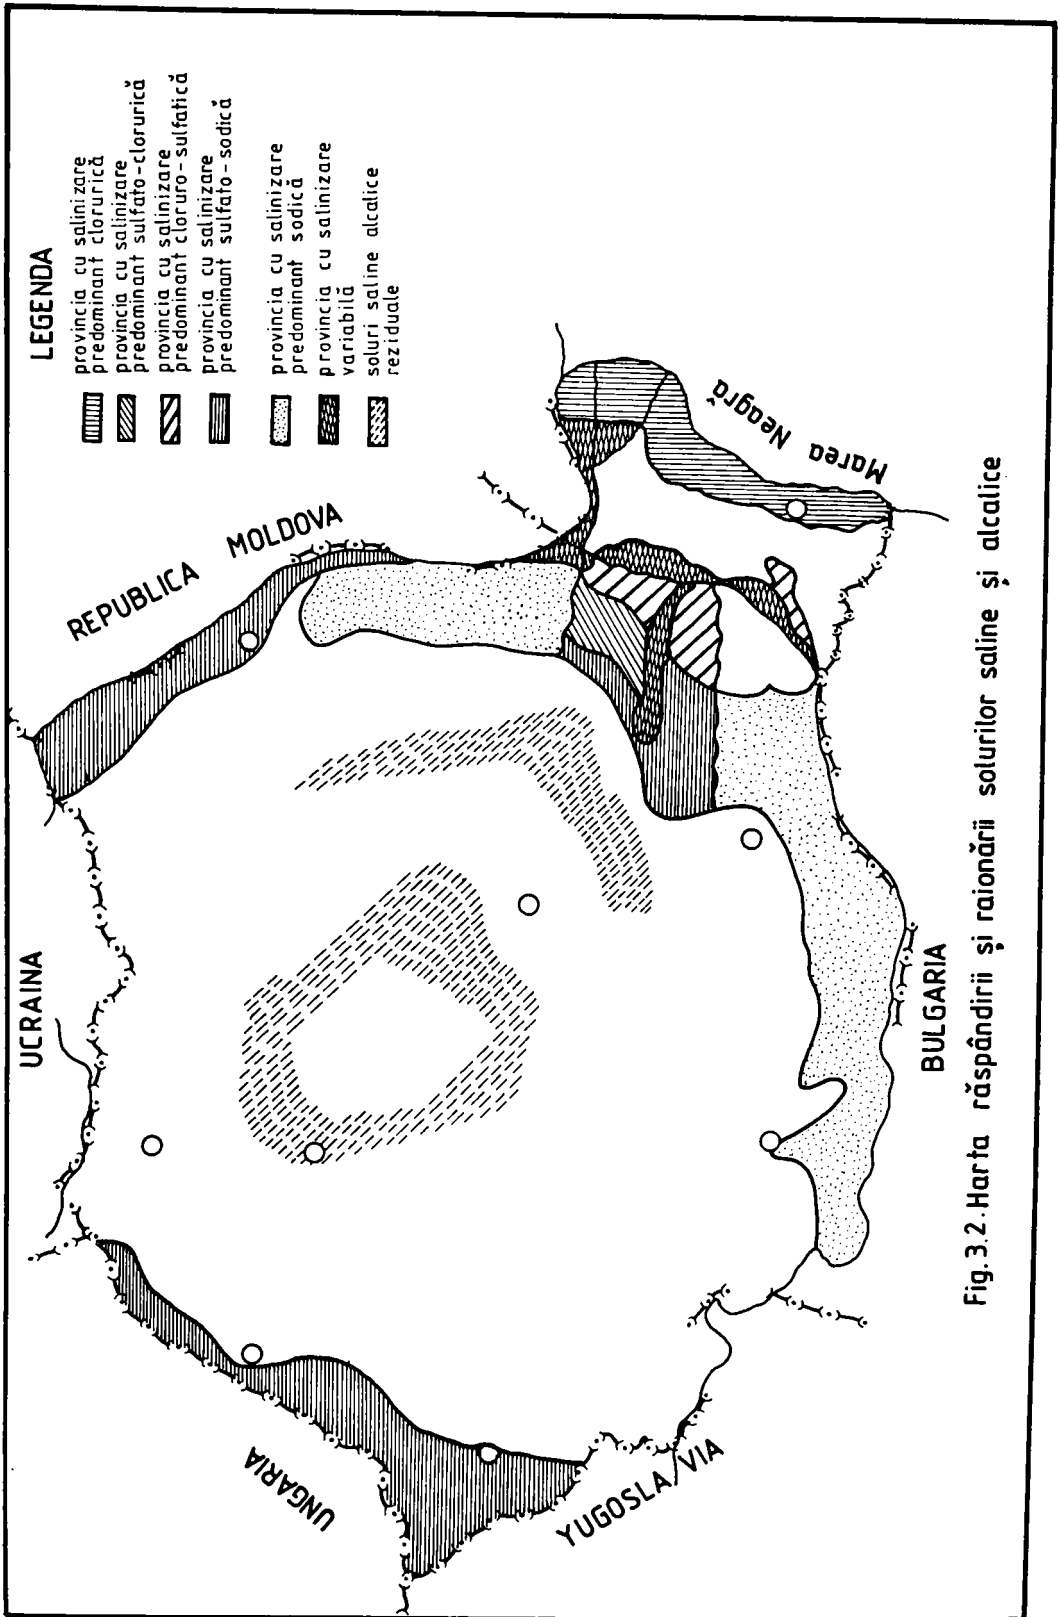 LEGENDA
provincia cu salinizare
predominant clorurică
provincia cu salinizare
predominant sulfato-clorurică
provincia cu salinizare
predominant cloruro-sulfatică
provincia cu salinizare
predominant sulfato-sodică
provincia cu salinizare
predominant sodică
provincia cu salinizare
variabilă
soluri saline alcalice
reziduale
UCRAINA
REPUBLICA MOLDOVA
UNGARIA
YUGOSLAVIA
BULGARIA
Marea Neagră
Fig.3.2.Harta răspândirii și raionării solurilor saline și alcalice